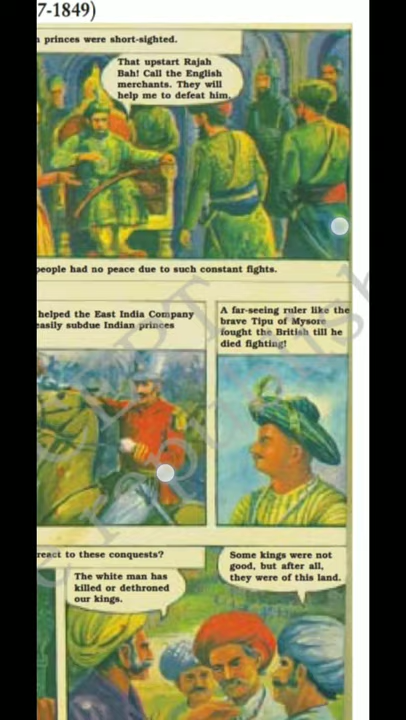 7-1849)
princes were short-sighted.
That upstart Rajah
Bah! Call the English
merchants. They will
help me to defeat him.
people had no peace due to such constant fights.
helped the East India Company
easily subdue Indian princes
A far-seeing ruler like the
brave Tipu of Mysore
fought the British till he
died fighting!
react to these conquests?
Some kings were not
good, but after all,
they were of this land.
The white man has
killed or dethroned
our kings.